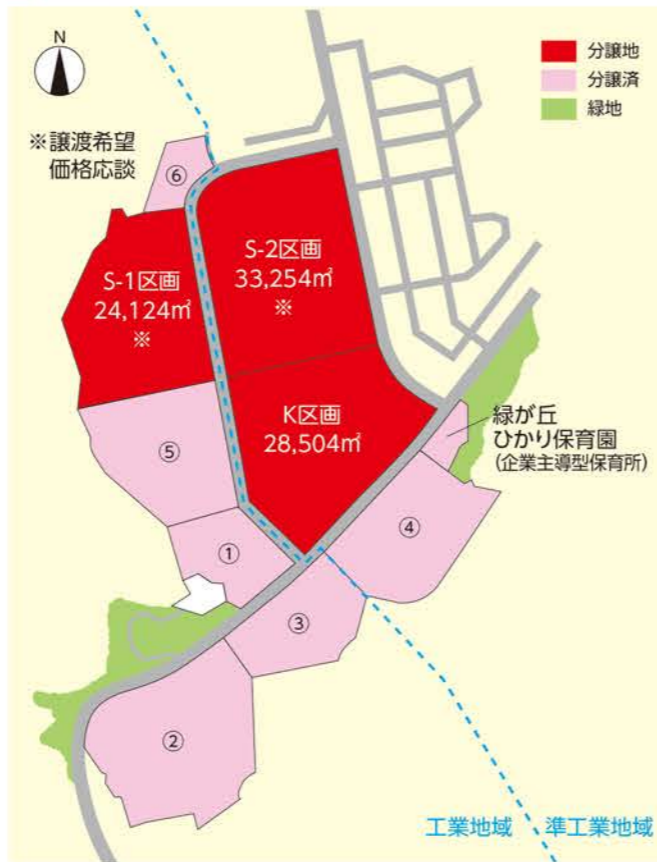 N
分譲地
分譲済
緑地
※譲渡希望
価格応談
⑥
S-1区画
24,124㎡
※
S-2区画
33,254㎡
※
K区画
28,504㎡
緑が丘
ひかり保育園
(企業主導型保育所)
⑤
④
①
③
②
工業地域
準工業地域